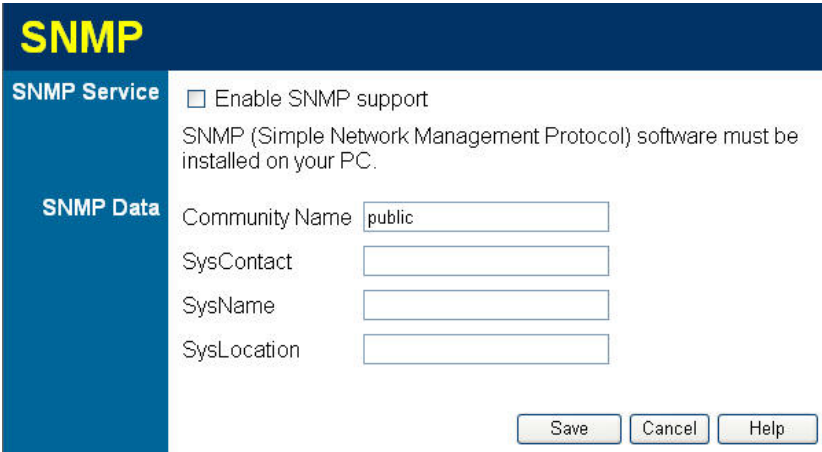 SNMP
SNMP Service
Enable SNMP support
SNMP (Simple Network Management Protocol) software must be
installed on your PC.
SNMP Data
Community Name public
SysContact
SysName
SysLocation
Save Cancel Help